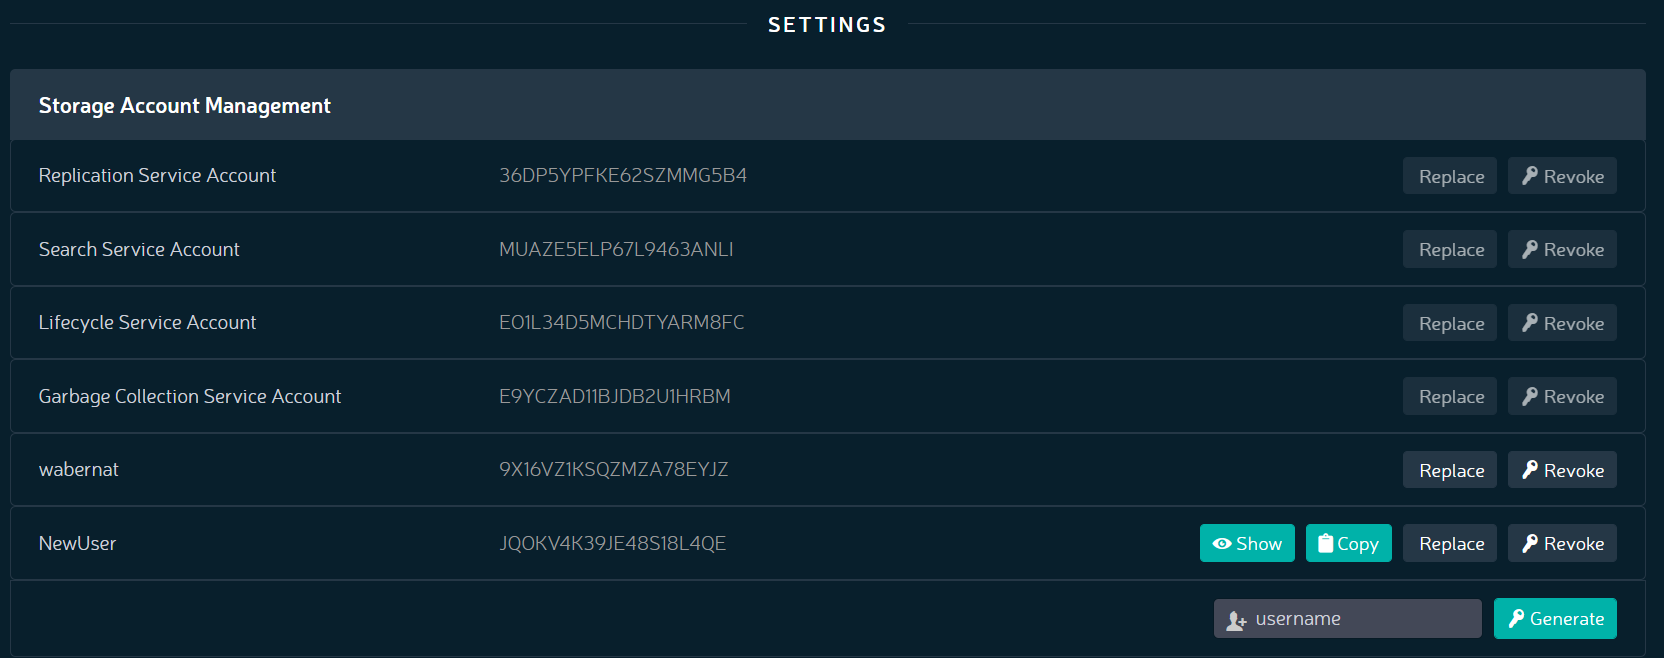 SETTINGS
Storage Account Management
Replication Service Account 36DP5YPFKE62SZMMG5B4 Replace Revoke
Search Service Account MUAZE5ELP67L9463ANLI Replace Revoke
Lifecycle Service Account EO1L34D5MCHDTYARM8FC Replace Revoke
Garbage Collection Service Account E9YCZAD11BJDB2U1HRBM Replace Revoke
wabernat 9X16VZ1KSQZMZA78EYJZ Replace Revoke
NewUser JQOKV4K39JE48S18L4QE Show Copy Replace Revoke
username Generate